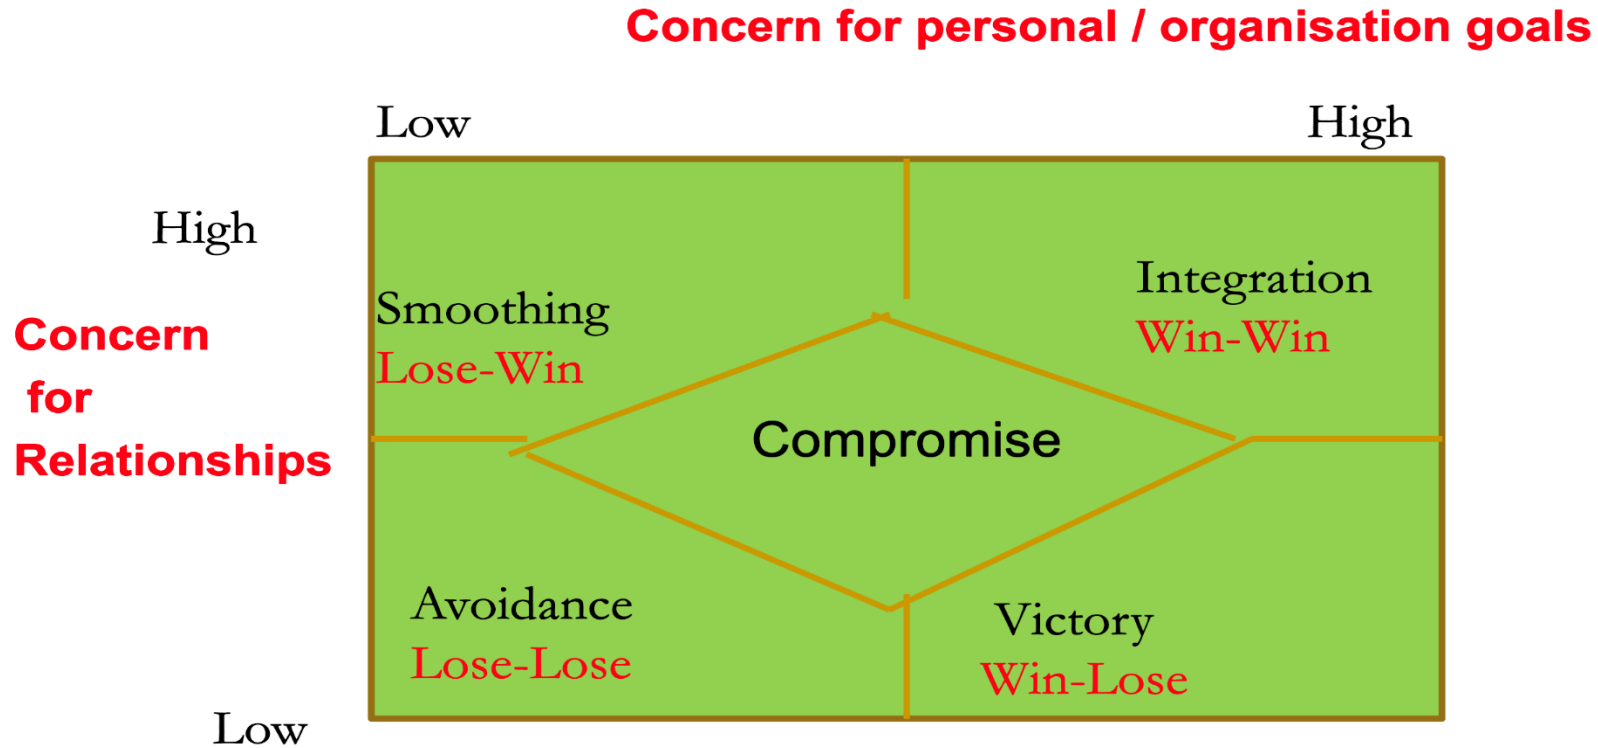 Concern for personal / organisation goals
Low
High
High
Integration
Win-Win
Smoothing
Lose-Win
Concern
for
Relationships
Compromise
Avoidance
Lose-Lose
Victory
Win-Lose
Low